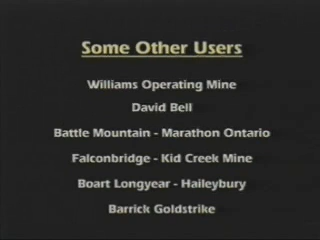 Some Other Users
Williams Operating Mine
David Bell
Battle Mountain - Marathon Ontario
Falconbridge - Kid Creek Mine
Boart Longyear - Haileybury
Barrick Goldstrike